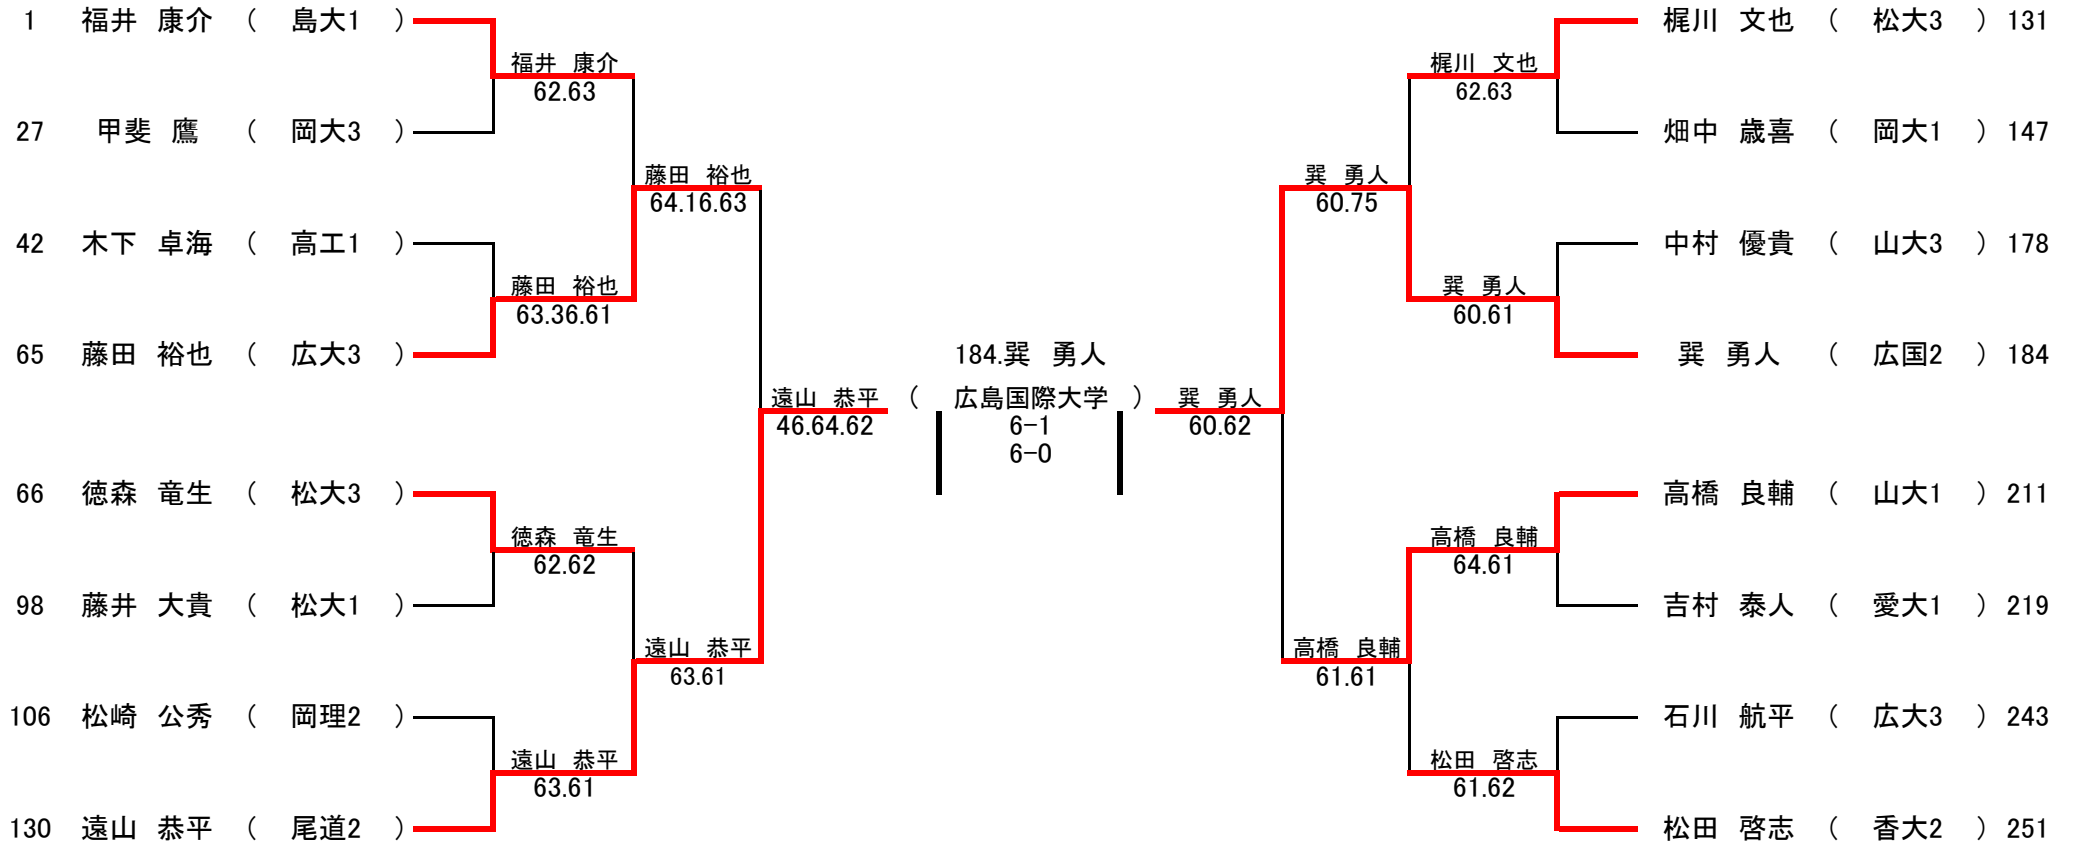 1 福井 康介 ( 島大1 )
福井 康介
62.63
27 甲斐 鷹 ( 岡大3 )
藤田 裕也
64.16.63
42 木下 卓海 ( 高工1 )
藤田 裕也
63.36.61
65 藤田 裕也 ( 広大3 )
遠山 恭平
46.64.62
66 徳森 竜生 ( 松大3 )
徳森 竜生
62.62
98 藤井 大貴 ( 松大1 )
遠山 恭平
63.61
106 松崎 公秀 ( 岡理2 )
遠山 恭平
63.61
130 遠山 恭平 ( 尾道2 )
184.巽 勇人
( 広島国際大学 )
6-1
6-0
梶川 文也 ( 松大3 ) 131
梶川 文也
62.63
畑中 歳喜 ( 岡大1 ) 147
巽 勇人
60.75
中村 優貴 ( 山大3 ) 178
巽 勇人
60.61
巽 勇人 ( 広国2 ) 184
巽 勇人
60.62
高橋 良輔 ( 山大1 ) 211
高橋 良輔
64.61
吉村 泰人 ( 愛大1 ) 219
高橋 良輔
61.61
石川 航平 ( 広大3 ) 243
松田 啓志
61.62
松田 啓志 ( 香大2 ) 251